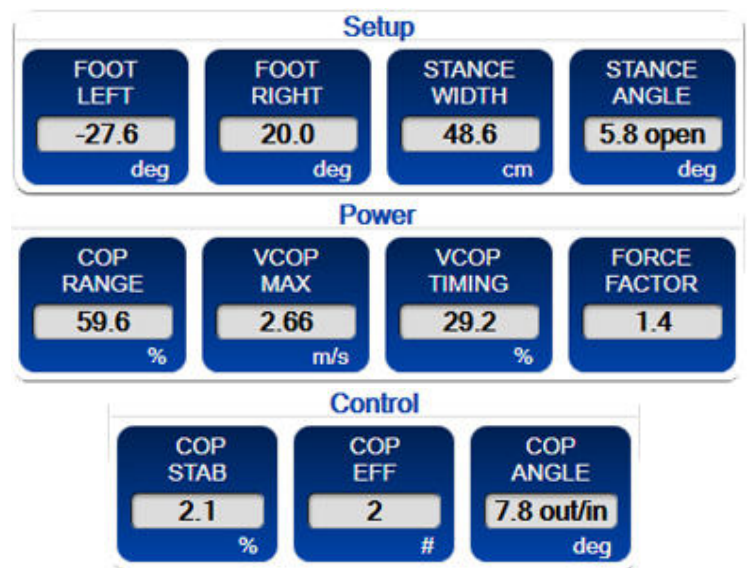 Setup
FOOT LEFT
-27.6
deg
FOOT RIGHT
20.0
deg
STANCE WIDTH
48.6
cm
STANCE ANGLE
5.8 open
deg
Power
COP RANGE
59.6
%
VCOP MAX
2.66
m/s
VCOP TIMING
29.2
%
FORCE FACTOR
1.4
Control
COP STAB
2.1
%
COP EFF
2
#
COP ANGLE
7.8 out/in
deg